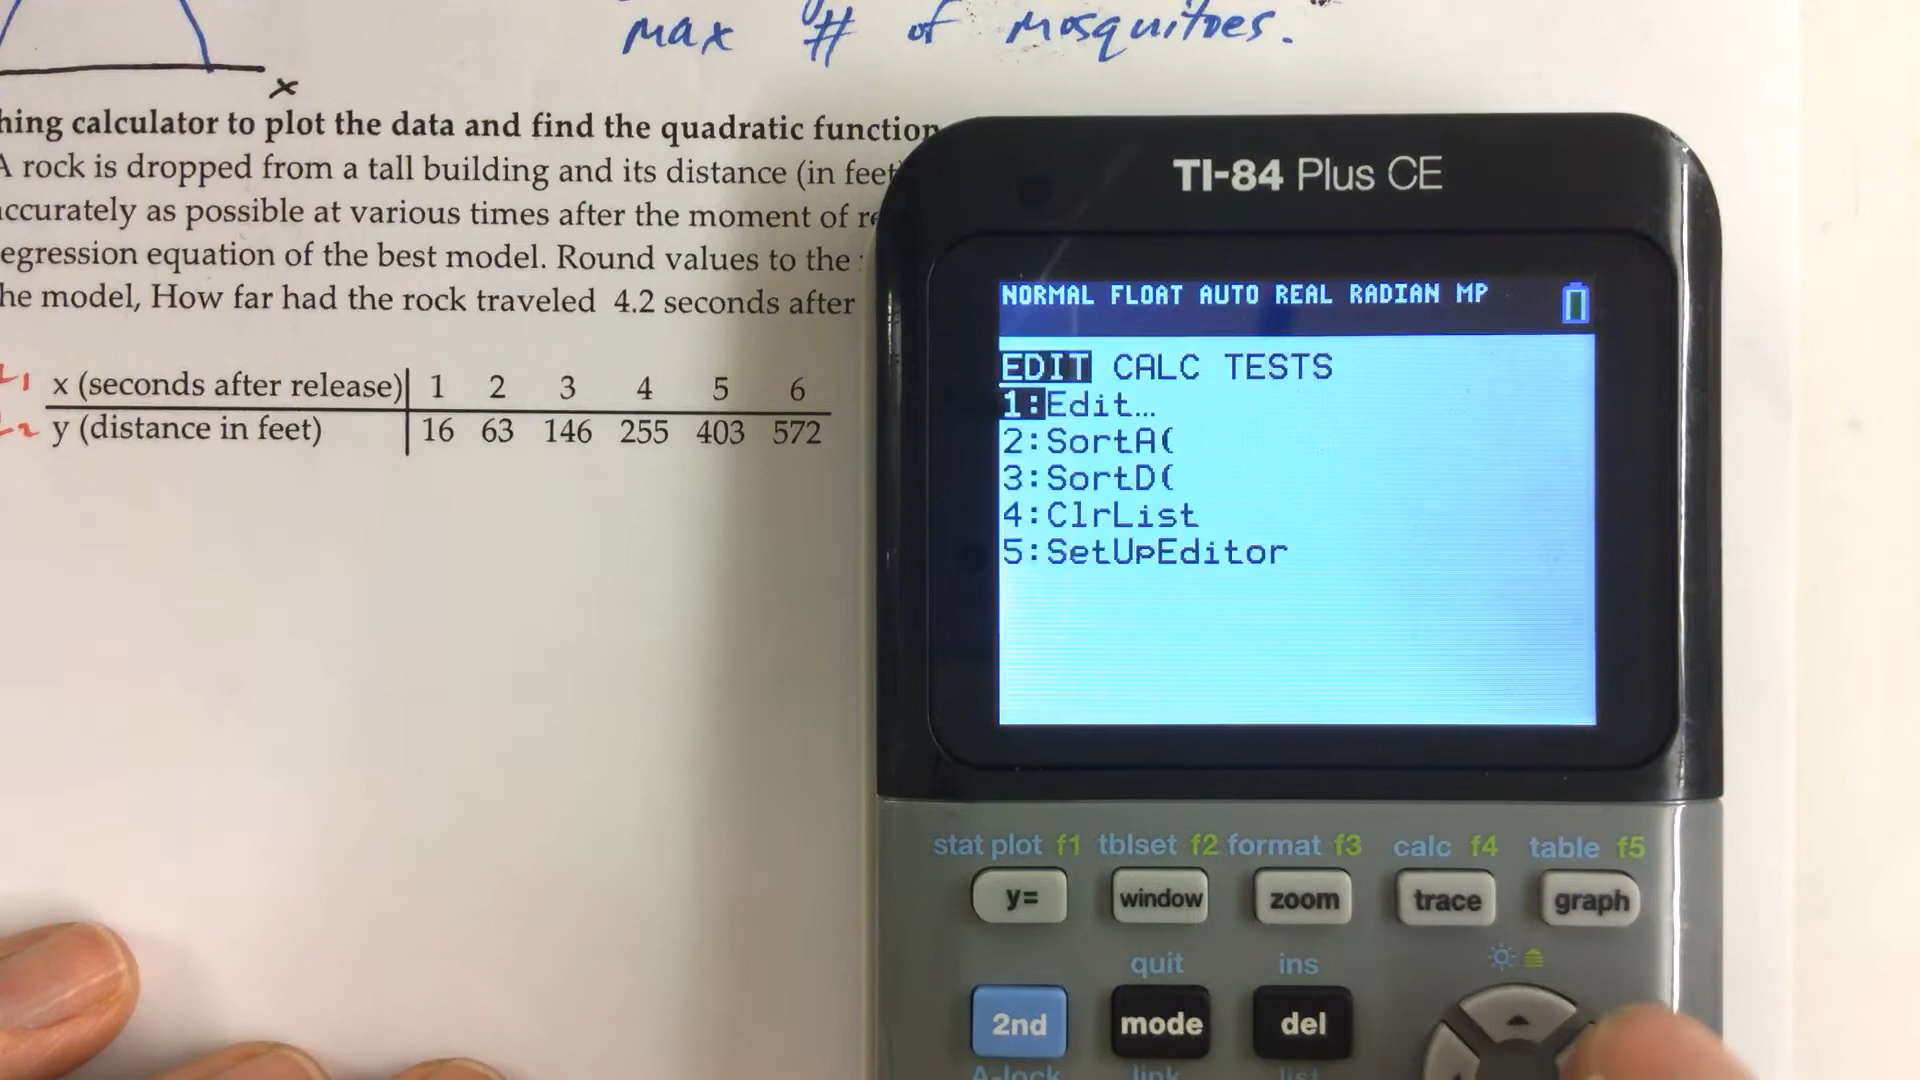 max # of mosquitoes.
x
hing calculator to plot the data and find the quadratic function
A rock is dropped from a tall building and its distance (in feet
accurately as possible at various times after the moment of re
egression equation of the best model. Round values to the
he model, How far had the rock traveled 4.2 seconds after
L1 x (seconds after release) 1 2 3 4 5 6
L2 y (distance in feet) 16 63 146 255 403 572
TI-84 Plus CE
NORMAL FLOAT AUTO REAL RADIAN MP
EDIT CALC TESTS
1:Edit…
2:SortA(
3:SortD(
4:ClrList
5:SetUpEditor
stat plot f1 tblset f2 format f3 calc f4 table f5
y= window zoom trace graph
quit ins
2nd mode del
A-lock link list